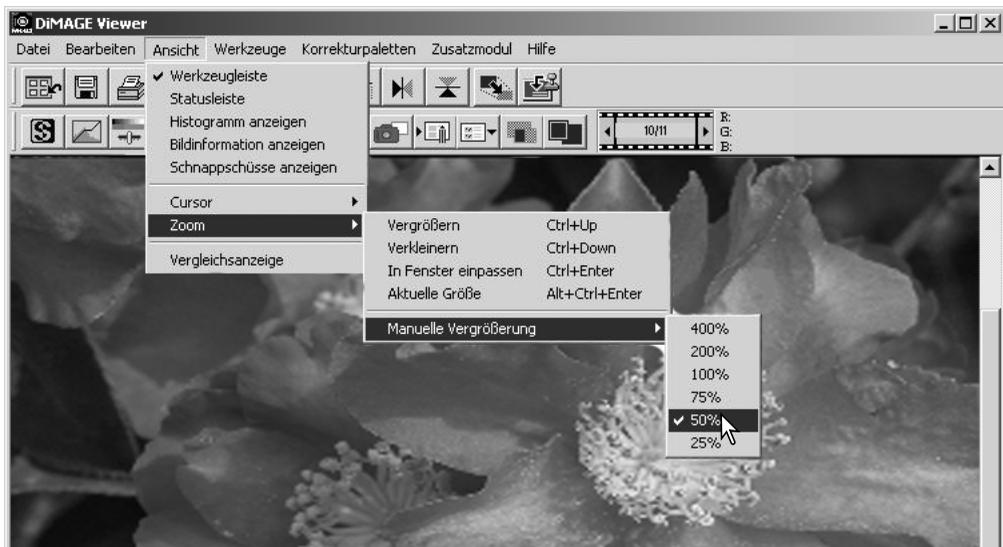 DiMAGE Viewer
Datei Bearbeiten Ansicht Werkzeuge Korrekturpaletten Zusatzmodul Hilfe
Werkzeugleiste
Statusleiste
Histogramm anzeigen
Bildinformation anzeigen
Schnappschüsse anzeigen
10/11
R:
G:
B:
Cursor
Zoom
Vergleichsanzeige
Vergrößern Ctrl+Up
Verkleinern Ctrl+Down
In Fenster einpassen Ctrl+Enter
Aktuelle Größe Alt+Ctrl+Enter
Manuelle Vergrößerung
400%
200%
100%
75%
50%
25%